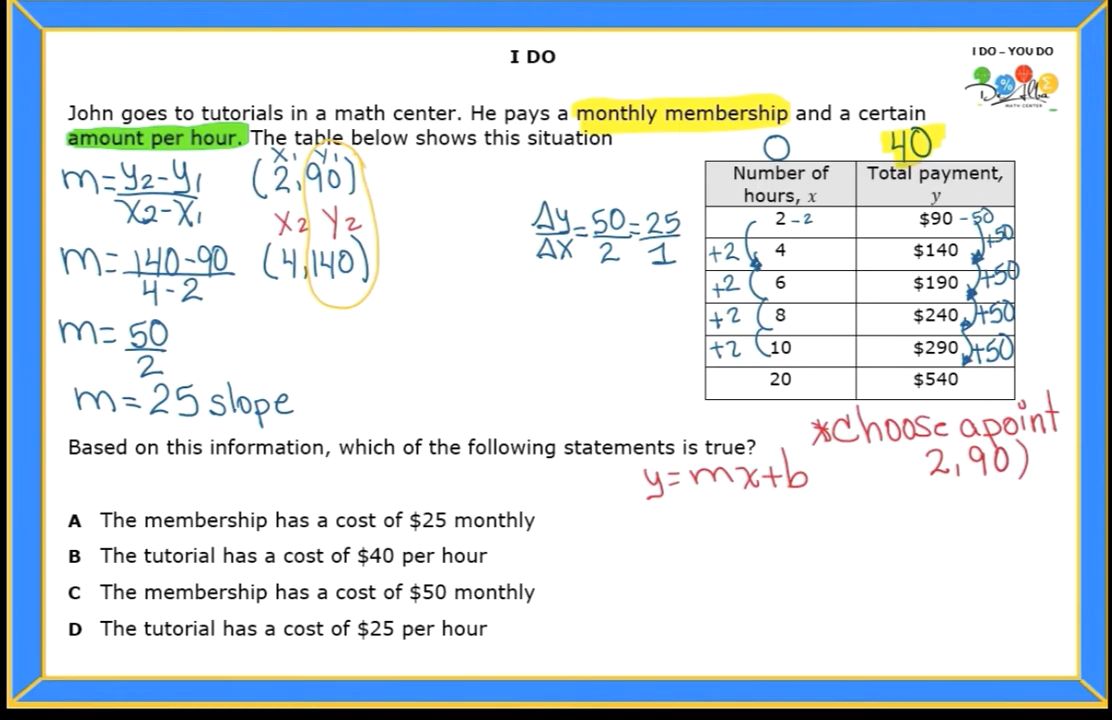 I DO
I DO – YOU DO
MATH CENTER
John goes to tutorials in a math center. He pays a monthly membership and a certain
amount per hour. The table below shows this situation
0 40
Number of hours, x Total payment, y
2 -2 $90 -50
+2 4 $140 +50
+2 6 $190 +50
+2 8 $240 +50
+2 10 $290 +50
20 $540
m=y2-y1
x2-x1
x1 y1
(2,90)
x2 y2
m=140-90 (4,140)
4-2
m=50
2
m=25 slope
Δy=50=25
Δx 2 1
*choose a point
2,90)
Based on this information, which of the following statements is true?
y=mx+b
A The membership has a cost of $25 monthly
B The tutorial has a cost of $40 per hour
C The membership has a cost of $50 monthly
D The tutorial has a cost of $25 per hour